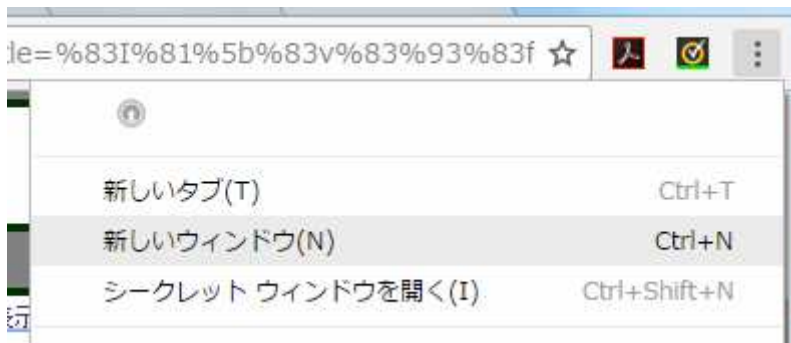 le=%83I%81%5b%83v%83%93%83f
新しいタブ(T) Ctrl+T
新しいウィンドウ(N) Ctrl+N
シークレット ウィンドウを開く(I) Ctrl+Shift+N
示